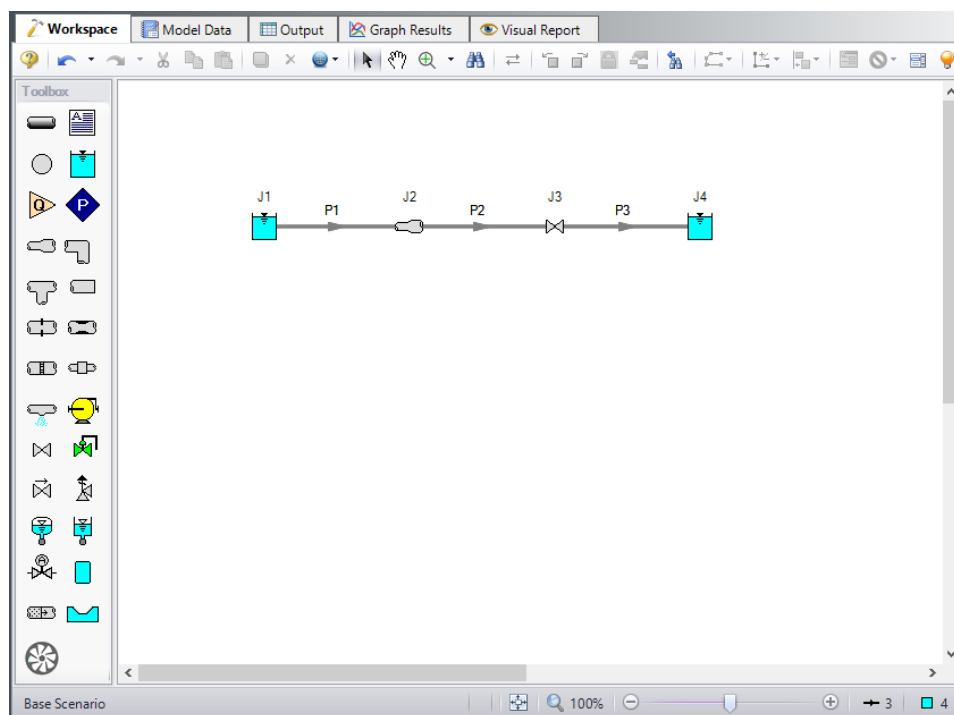 Workspace Model Data Output Graph Results Visual Report
Toolbox
A
Q P
J1 J2 J3 J4
P1 P2 P3
Base Scenario 100% 3 4